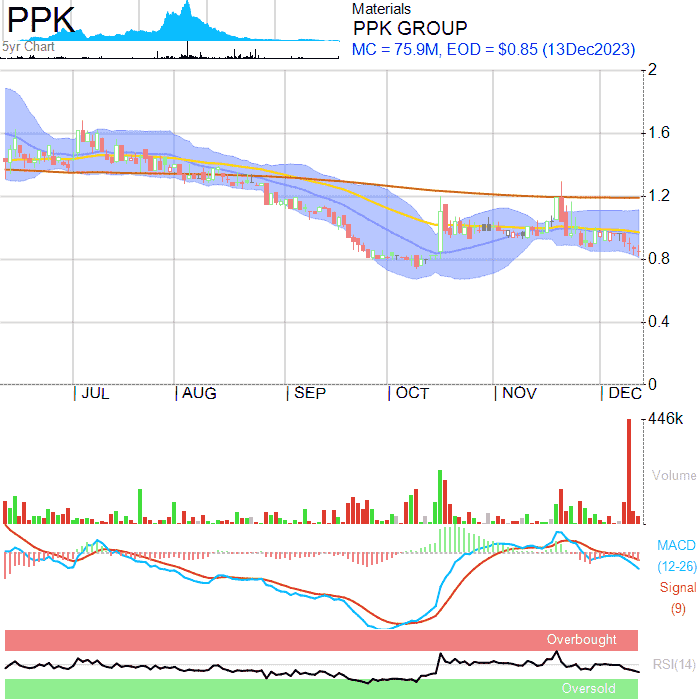 PPK
5yr Chart
Materials
PPK GROUP
MC = 75.9M, EOD = $0.85 (13Dec2023)
2
1.6
1.2
0.8
0.4
0
JUL
AUG
SEP
OCT
NOV
DEC
446k
Volume
MACD
(12-26)
Signal
(9)
Overbought
RSI(14)
Oversold